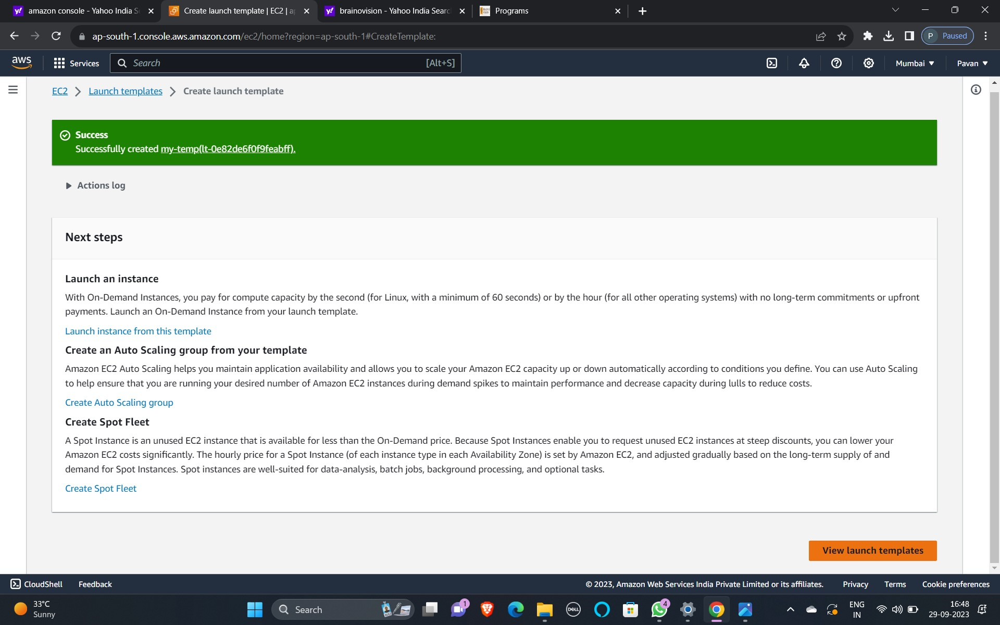 amazon console - Yahoo India S
Create launch template | EC2 | a
brainovision - Yahoo India Searc
Programs
ap-south-1.console.aws.amazon.com/ec2/home?region=ap-south-1#CreateTemplate:
P Paused
aws
Services
Search
[Alt+S]
Mumbai
Pavan
EC2
Launch templates
Create launch template
Success
Successfully created my-temp(lt-0e82de6f0f9feabff).
Actions log
Next steps
Launch an instance
With On-Demand Instances, you pay for compute capacity by the second (for Linux, with a minimum of 60 seconds) or by the hour (for all other operating systems) with no long-term commitments or upfront
payments. Launch an On-Demand Instance from your launch template.
Launch instance from this template
Create an Auto Scaling group from your template
Amazon EC2 Auto Scaling helps you maintain application availability and allows you to scale your Amazon EC2 capacity up or down automatically according to conditions you define. You can use Auto Scaling
to help ensure that you are running your desired number of Amazon EC2 instances during demand spikes to maintain performance and decrease capacity during lulls to reduce costs.
Create Auto Scaling group
Create Spot Fleet
A Spot Instance is an unused EC2 instance that is available for less than the On-Demand price. Because Spot Instances enable you to request unused EC2 instances at steep discounts, you can lower your
Amazon EC2 costs significantly. The hourly price for a Spot Instance (of each instance type in each Availability Zone) is set by Amazon EC2, and adjusted gradually based on the long-term supply of and
demand for Spot Instances. Spot instances are well-suited for data-analysis, batch jobs, background processing, and optional tasks.
Create Spot Fleet
View launch templates
CloudShell
Feedback
© 2023, Amazon Web Services India Private Limited or its affiliates.
Privacy
Terms
Cookie preferences
33°C
Sunny
Search
1
DELL
4
ENG
IN
16:48
29-09-2023